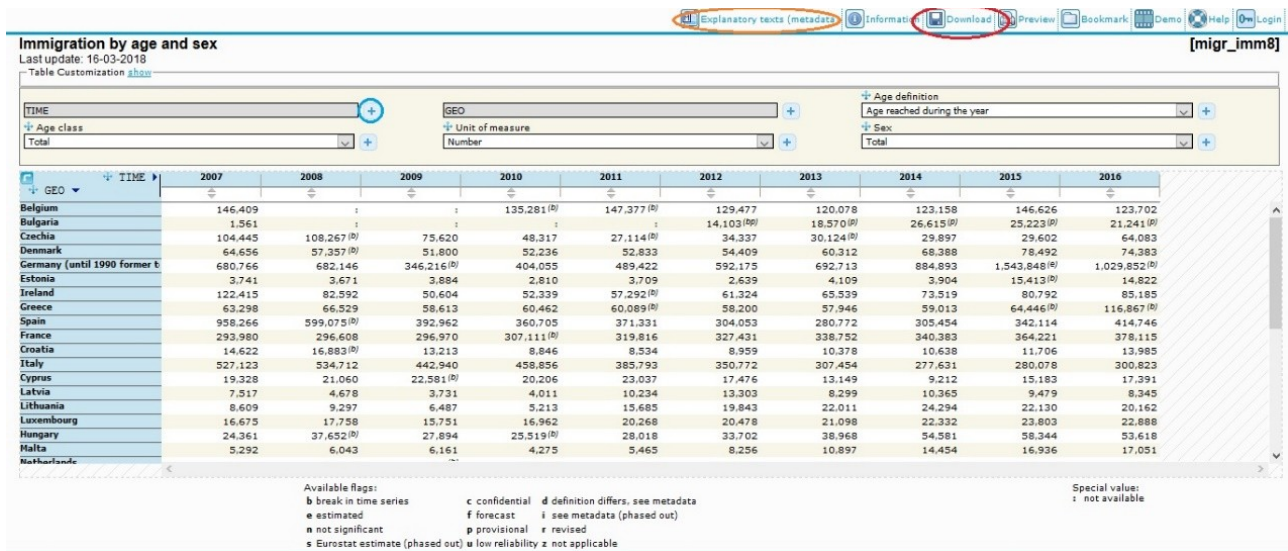 Explanatory texts (metadata) Information Download Preview Bookmark Demo Help Login
Immigration by age and sex [migr_imm8]
Last update: 16-03-2018
Table Customization show
TIME + GEO + Age definition
Age reached during the year +
Age class Unit of measure Sex
Total + Number + Total +
TIME 2007 2008 2009 2010 2011 2012 2013 2014 2015 2016
GEO
Belgium 146,409 : : 135,281(b) 147,377(b) 129,477 120,078 123,158 146,626 123,702
Bulgaria 1,561 : : : : 14,103(bp) 18,570(p) 26,615(p) 25,223(p) 21,241(p)
Czechia 104,445 108,267(b) 75,620 48,317 27,114(b) 34,337 30,124(b) 29,897 29,602 64,083
Denmark 64,656 57,357(b) 51,800 52,236 52,833 54,409 60,312 68,388 78,492 74,383
Germany (until 1990 former t 680,766 682,146 346,216(b) 404,055 489,422 592,175 692,713 884,893 1,543,848(e) 1,029,852(b)
Estonia 3,741 3,671 3,884 2,810 3,709 2,639 4,109 3,904 15,413(b) 14,822
Ireland 122,415 82,592 50,604 52,339 57,292(b) 61,324 65,539 73,519 80,792 85,185
Greece 63,298 66,529 58,613 60,462 60,089(b) 58,200 57,946 59,013 64,446(b) 116,867(b)
Spain 958,266 599,075(b) 392,962 360,705 371,331 304,053 280,772 305,454 342,114 414,746
France 293,980 296,608 296,970 307,111(b) 319,816 327,431 338,752 340,383 364,221 378,115
Croatia 14,622 16,883(b) 13,213 8,846 8,534 8,959 10,378 10,638 11,706 13,985
Italy 527,123 534,712 442,940 458,856 385,793 350,772 307,454 277,631 280,078 300,823
Cyprus 19,328 21,060 22,581(b) 20,206 23,037 17,476 13,149 9,212 15,183 17,391
Latvia 7,517 4,678 3,731 4,011 10,234 13,303 8,299 10,365 9,479 8,345
Lithuania 8,609 9,297 6,487 5,213 15,685 19,843 22,011 24,294 22,130 20,162
Luxembourg 16,675 17,758 15,751 16,962 20,268 20,478 21,098 22,332 23,803 22,888
Hungary 24,361 37,652(b) 27,894 25,519(b) 28,018 33,702 38,968 54,581 58,344 53,618
Malta 5,292 6,043 6,161 4,275 5,465 8,256 10,897 14,454 16,936 17,051
Netherlands
Available flags: Special value:
b break in time series c confidential d definition differs, see metadata : not available
e estimated f forecast i see metadata (phased out)
n not significant p provisional r revised
s Eurostat estimate (phased out) u low reliability z not applicable